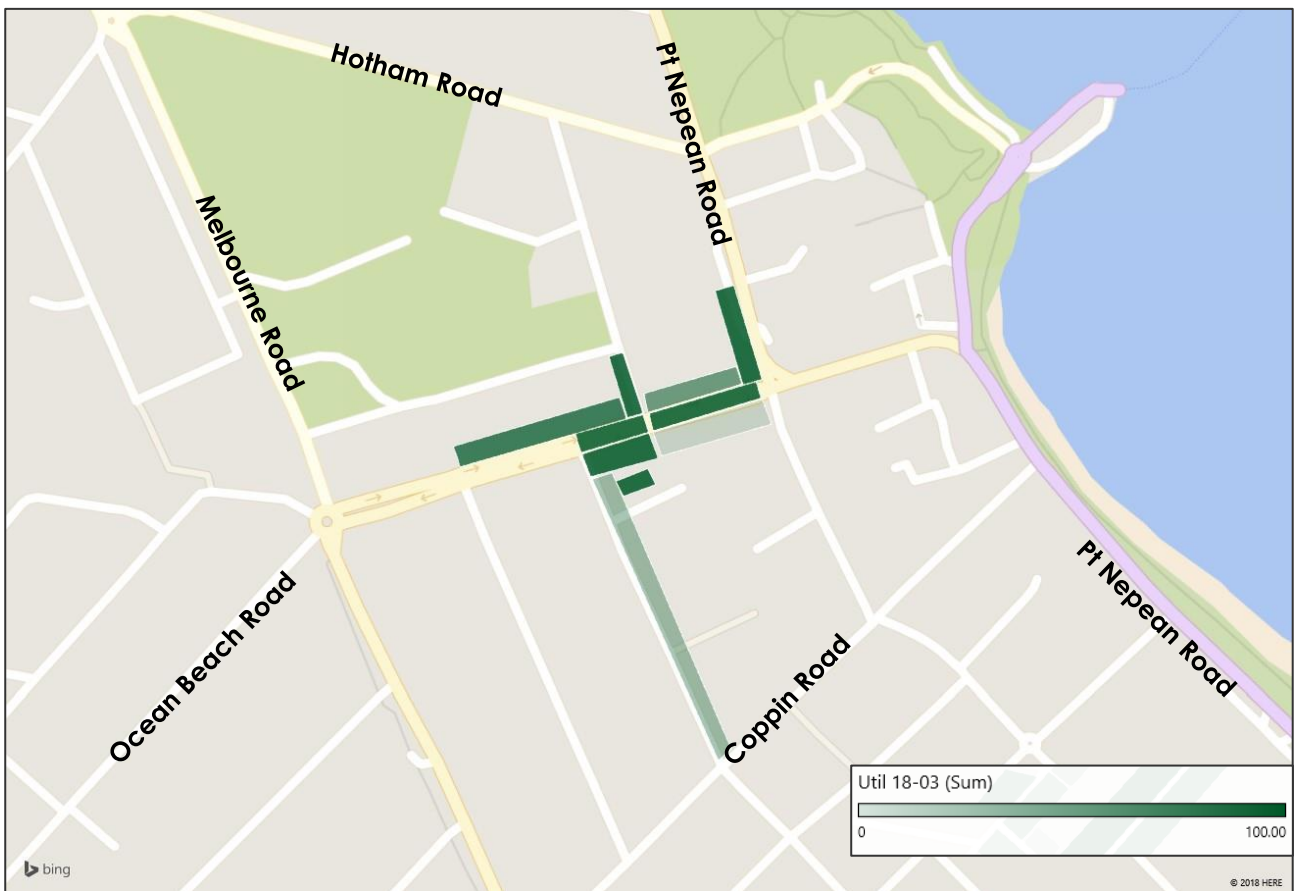 Hotham Road
Pt Nepean Road
Melbourne Road
Ocean Beach Road
Coppin Road
Pt Nepean Road
Util 18-03 (Sum)
0 100.00
bing
© 2018 HERE